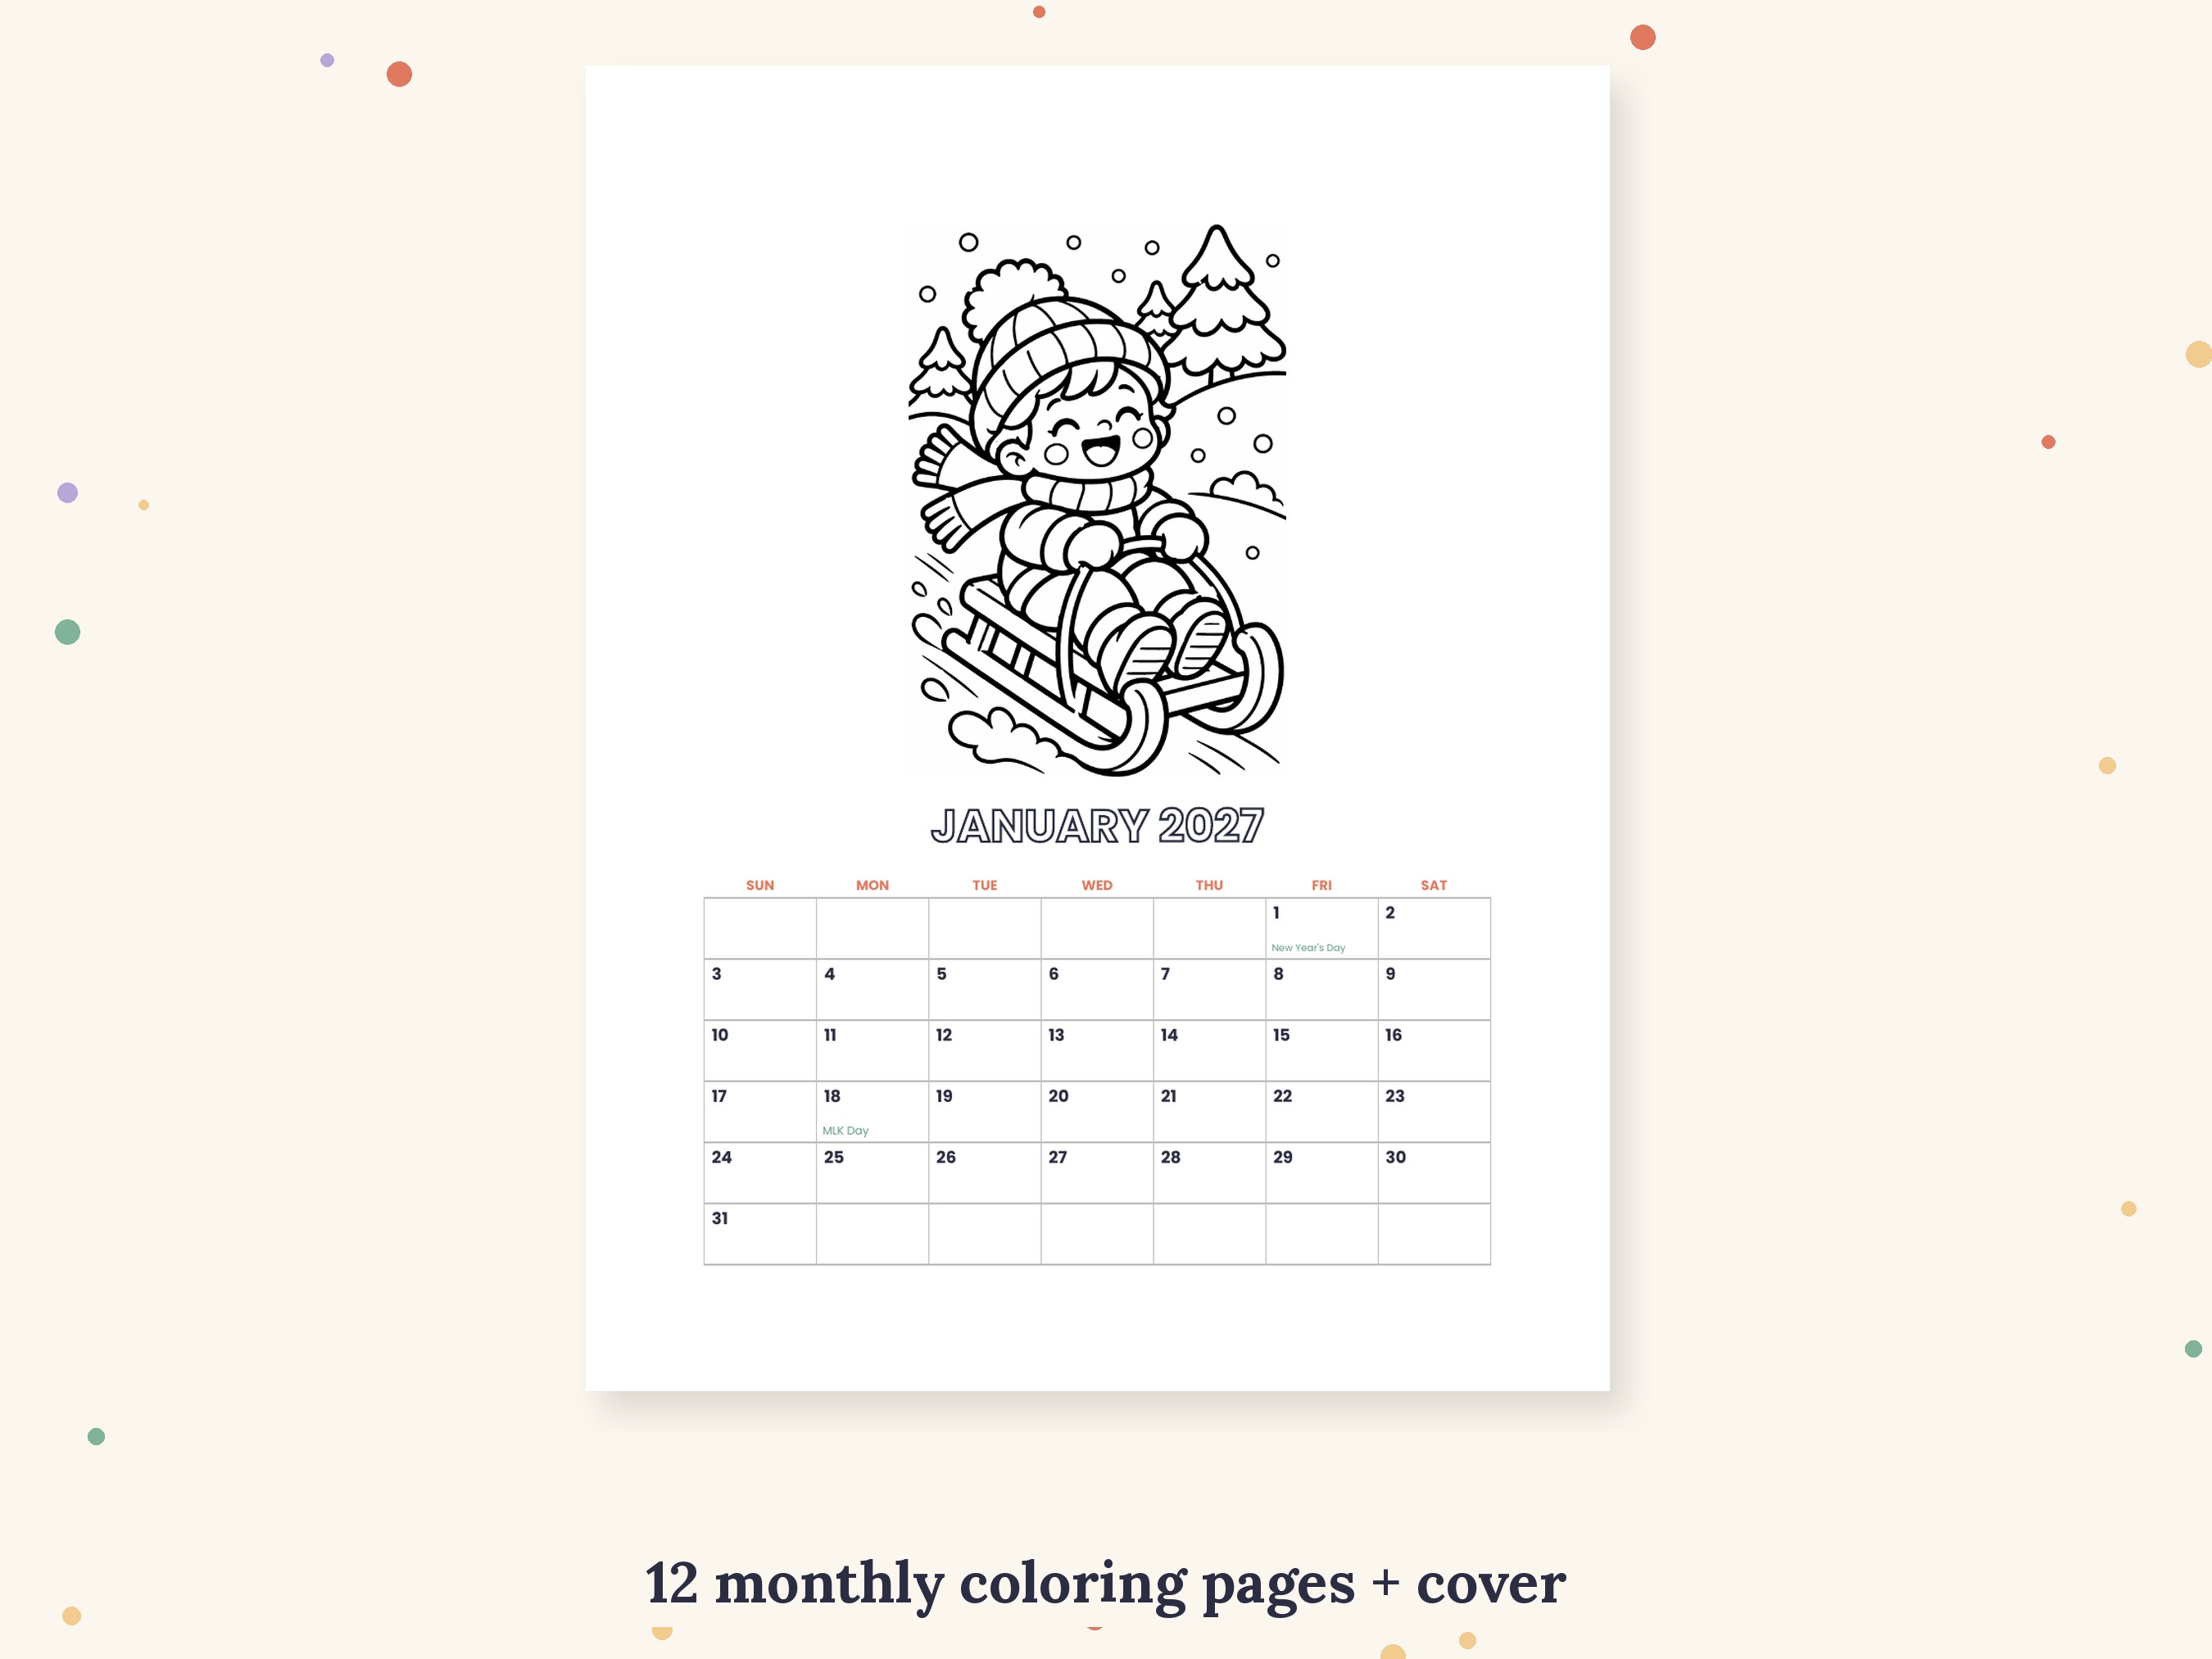 JANUARY 2027
SUN MON TUE WED THU FRI SAT
1 2
New Year's Day
3 4 5 6 7 8 9
10 11 12 13 14 15 16
17 18 19 20 21 22 23
MLK Day
24 25 26 27 28 29 30
31
12 monthly coloring pages + cover